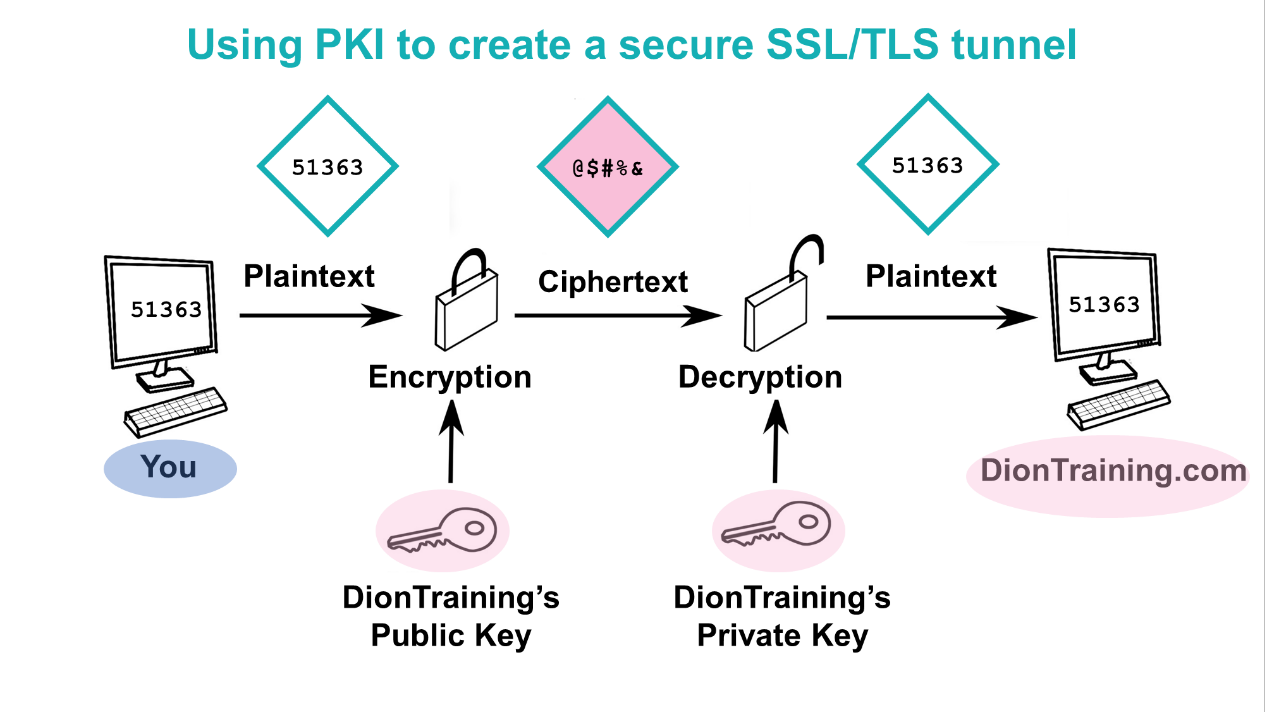 Using PKI to create a secure SSL/TLS tunnel
51363
@$#%&
51363
Plaintext
Ciphertext
Plaintext
51363
51363
Encryption
Decryption
You
DionTraining.com
DionTraining’s
Public Key
DionTraining’s
Private Key